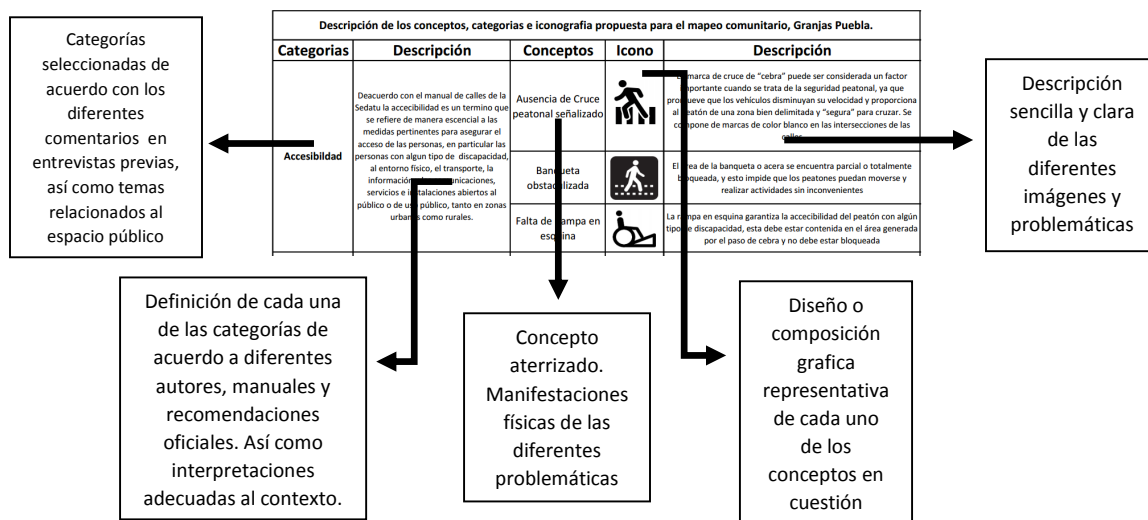 Descripción de los conceptos, categorias e iconografia propuesta para el mapeo comunitario, Granjas Puebla.
Categorias
Descripción
Conceptos
Icono
Descripción
Accesibildad
Deacuerdo con el manual de calles de la
Sedatu la accecibilidad es un termino que
se refiere de manera escencial a las
medidas pertinentes para asegurar el
acceso de las personas, en particular las
personas con algun tipo de discapacidad,
al entorno físico, el transporte, la
información
servicios e instalaciones abiertos al
público o de uso público, tanto en zonas
urbanas como rurales.
Ausencia de Cruce
peatonal señalizado
marca de cruce de "cebra" puede ser considerada un factor
importante cuando se trata de la seguridad peatonal, ya que
promueve que los vehículos disminuyan su velocidad y proporciona
al peatón de una zona bien delimitada y "segura" para cruzar. Se
compone de marcas de color blanco en las intersecciones de las
Banqueta
obstaculizada
El área de la banqueta o acera se encuentra parcial o totalmente
bloqueada, y esto impide que los peatones puedan moverse y
realizar actividades sin inconvenientes
Falta de rampa en
esquina
La rampa en esquina garantiza la accecibilidad del peatón con algún
tipo de discapacidad, esta debe estar contenida en el área generada
por el paso de cebra y no debe estar bloqueada
Categorías
seleccionadas de
acuerdo con los
diferentes
comentarios en
entrevistas previas,
así como temas
relacionados al
espacio público
Descripción
sencilla y clara
de las
diferentes
imágenes y
problemáticas
Definición de cada una
de las categorías de
acuerdo a diferentes
autores, manuales y
recomendaciones
oficiales. Así como
interpretaciones
adecuadas al contexto.
Concepto
aterrizado.
Manifestaciones
físicas de las
diferentes
problemáticas
Diseño o
composición
grafica
representativa
de cada uno
de los
conceptos en
cuestión